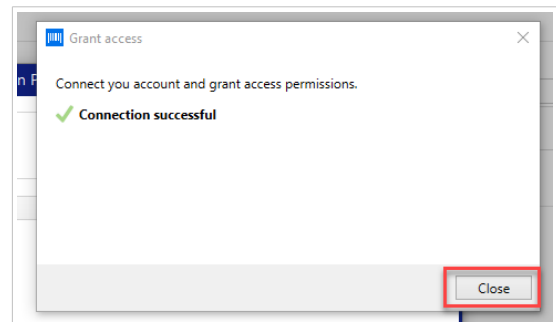 Grant access
n F
Connect you account and grant access permissions.
Connection successful
Close